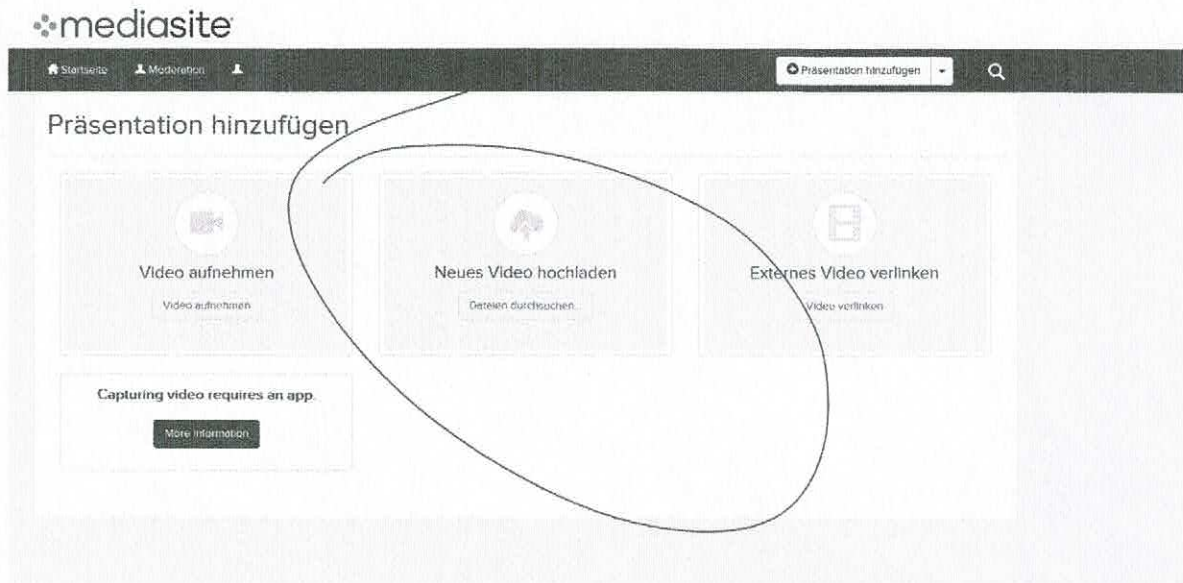 mediasite
Startseite Moderation Präsentation hinzufügen
Präsentation hinzufügen
Video aufnehmen Neues Video hochladen Externes Video verlinken
Video aufnehmen Dateien durchsuchen... Video verlinken
Capturing video requires an app.
More Information